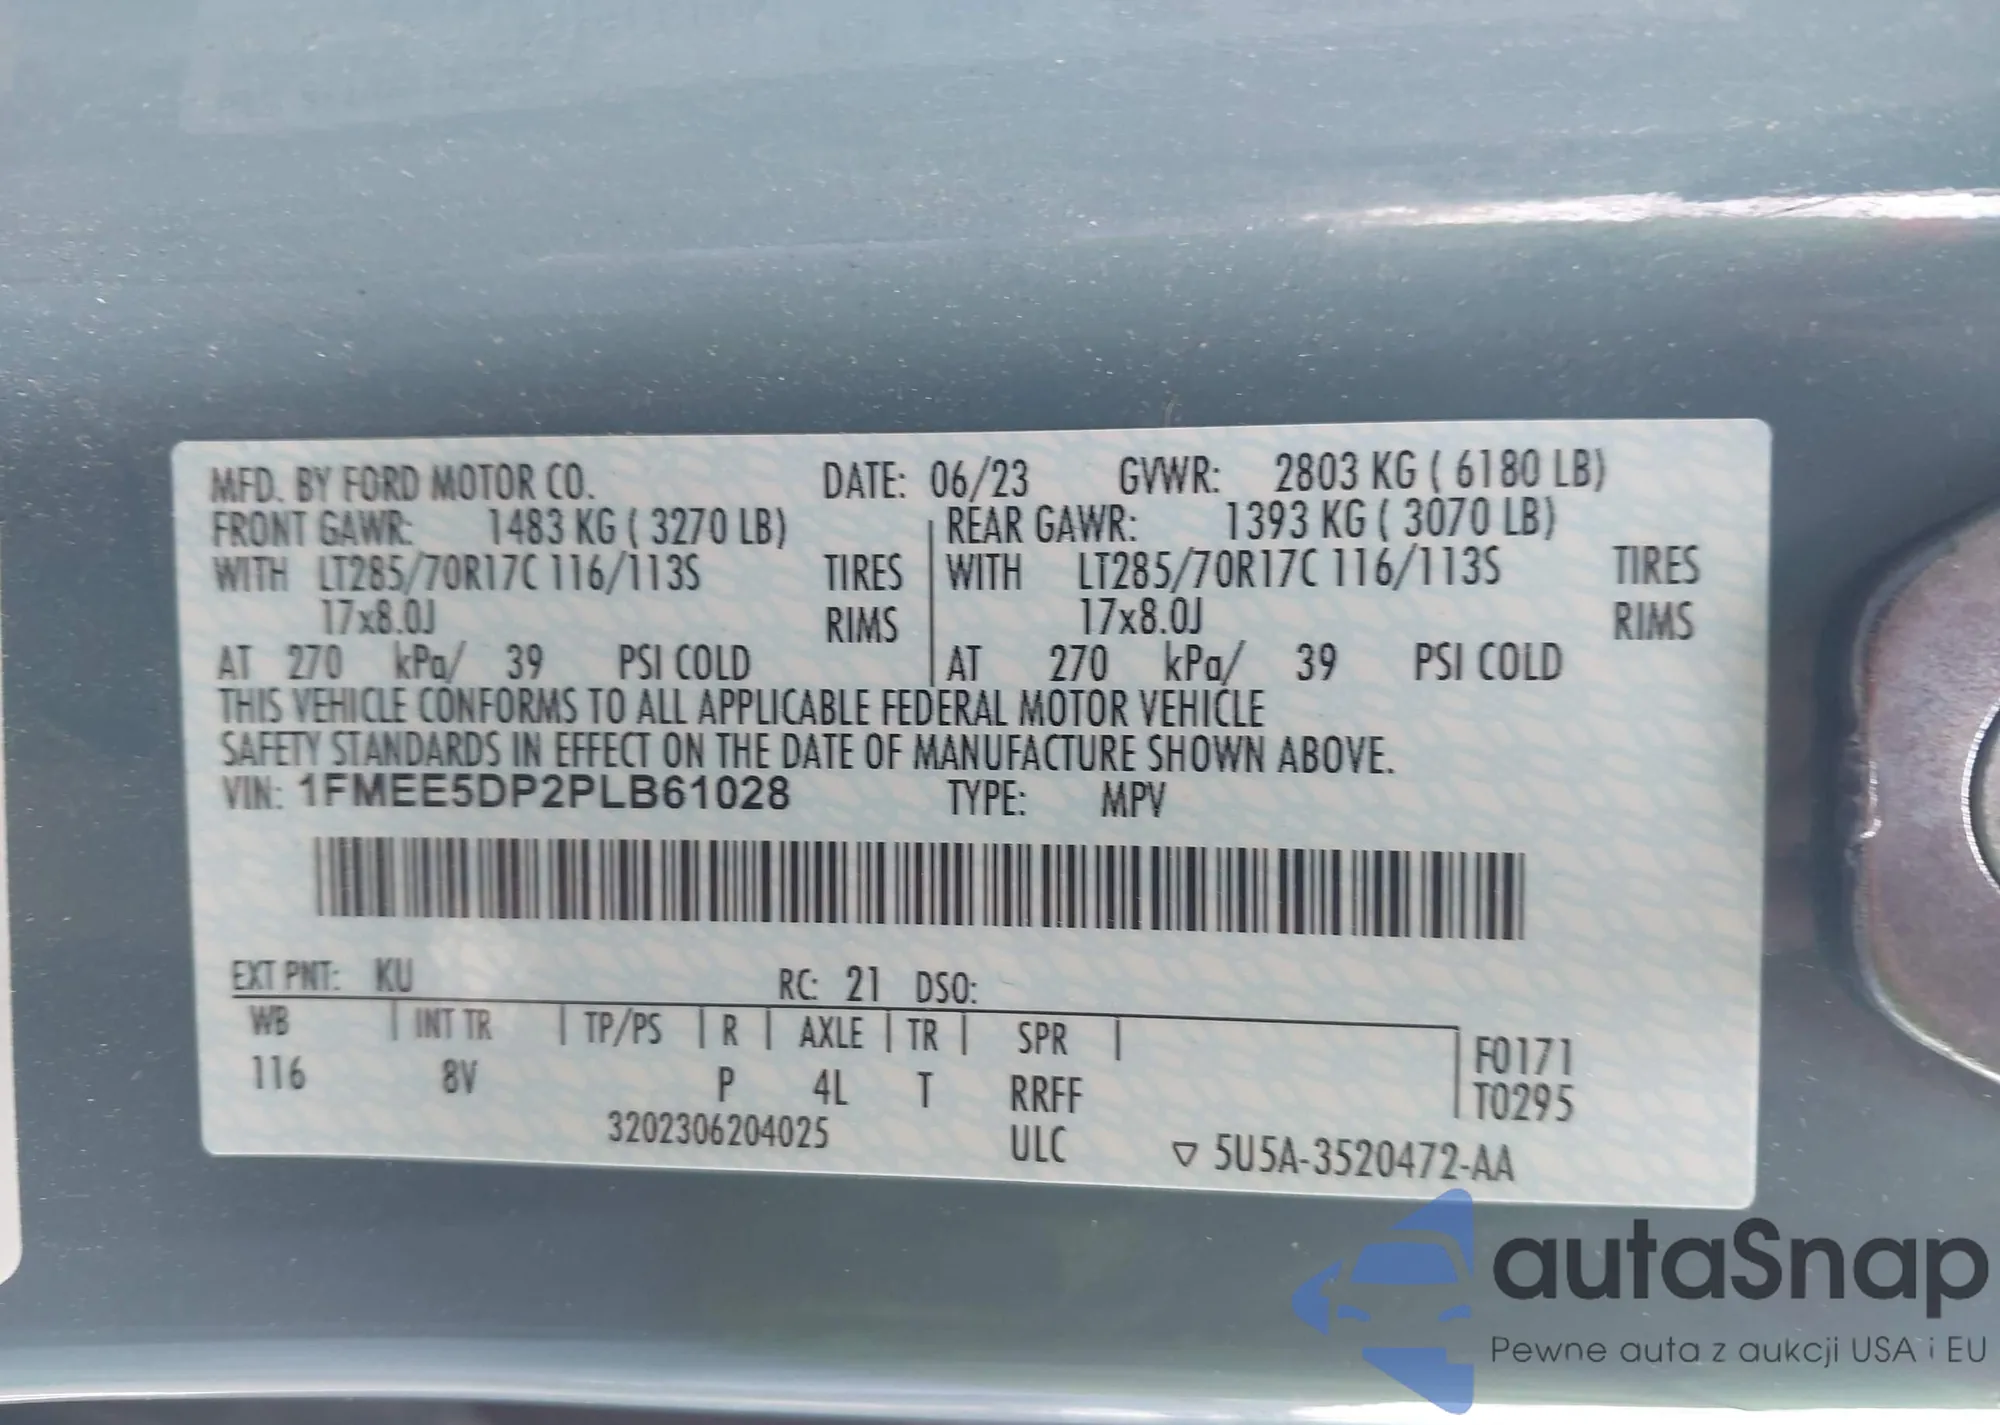 MFD. BY FORD MOTOR CO. DATE: 06/23 GVWR: 2803 KG ( 6180 LB)
FRONT GAWR: 1483 KG ( 3270 LB) REAR GAWR: 1393 KG ( 3070 LB)
WITH LT285/70R17C 116/113S TIRES WITH LT285/70R17C 116/113S TIRES
17x8.0J RIMS 17x8.0J RIMS
AT 270 kPa/ 39 PSI COLD AT 270 kPa/ 39 PSI COLD
THIS VEHICLE CONFORMS TO ALL APPLICABLE FEDERAL MOTOR VEHICLE
SAFETY STANDARDS IN EFFECT ON THE DATE OF MANUFACTURE SHOWN ABOVE.
VIN: 1FMEE5DP2PLB61028 TYPE: MPV
EXT PNT: KU RC: 21 DSO:
WB INT TR TP/PS R AXLE TR SPR F0171
116 8V P 4L T RRFF T0295
3202306204025 ULC ▽ 5U5A-3520472-AA
autaSnap
Pewne auta z aukcji USA i EU